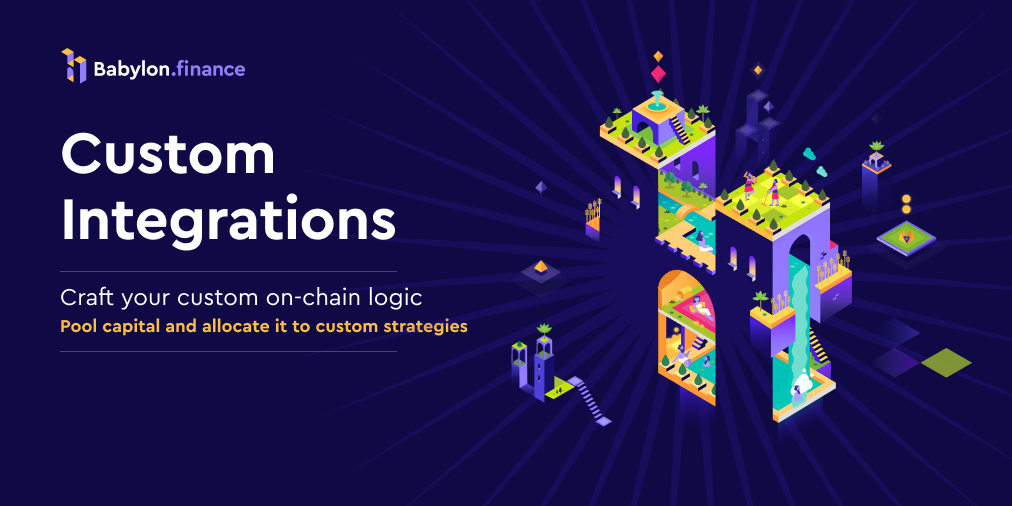 Babylon.finance
Custom
Integrations
Craft your custom on-chain logic
Pool capital and allocate it to custom strategies